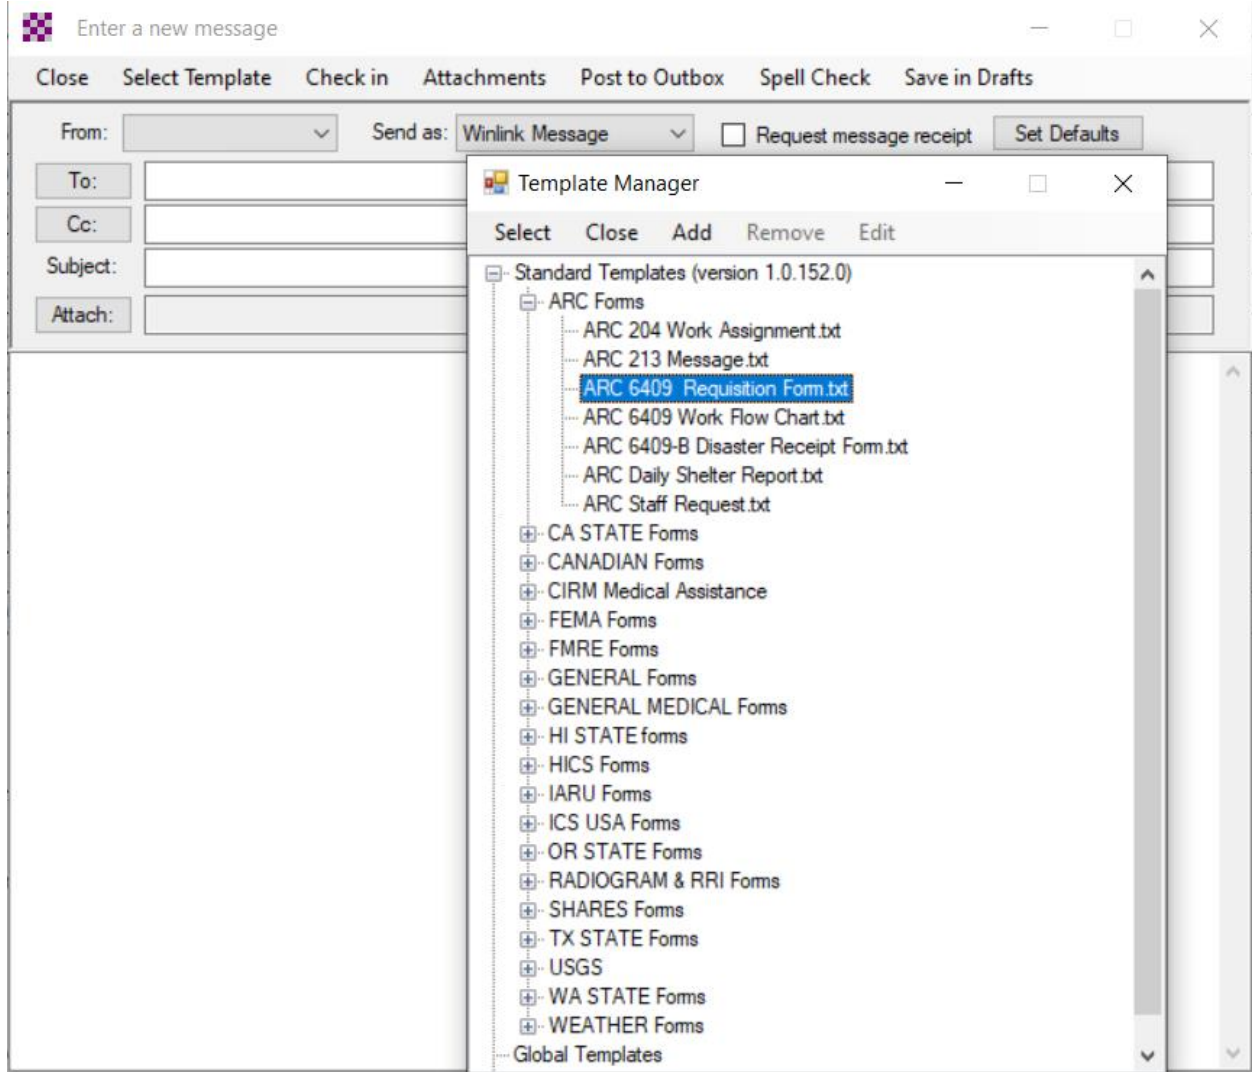 Enter a new message
Close Select Template Check in Attachments Post to Outbox Spell Check Save in Drafts
From: Send as: Winlink Message Request message receipt Set Defaults
To:
Cc:
Subject:
Attach:
Template Manager
Select Close Add Remove Edit
Standard Templates (version 1.0.152.0)
ARC Forms
ARC 204 Work Assignment.txt
ARC 213 Message.txt
ARC 6409  Requisition Form.txt
ARC 6409 Work Flow Chart.txt
ARC 6409-B Disaster Receipt Form.txt
ARC Daily Shelter Report.txt
ARC Staff Request.txt
CA STATE Forms
CANADIAN Forms
CIRM Medical Assistance
FEMA Forms
FMRE Forms
GENERAL Forms
GENERAL MEDICAL Forms
HI STATE forms
HICS Forms
IARU Forms
ICS USA Forms
OR STATE Forms
RADIOGRAM & RRI Forms
SHARES Forms
TX STATE Forms
USGS
WA STATE Forms
WEATHER Forms
Global Templates